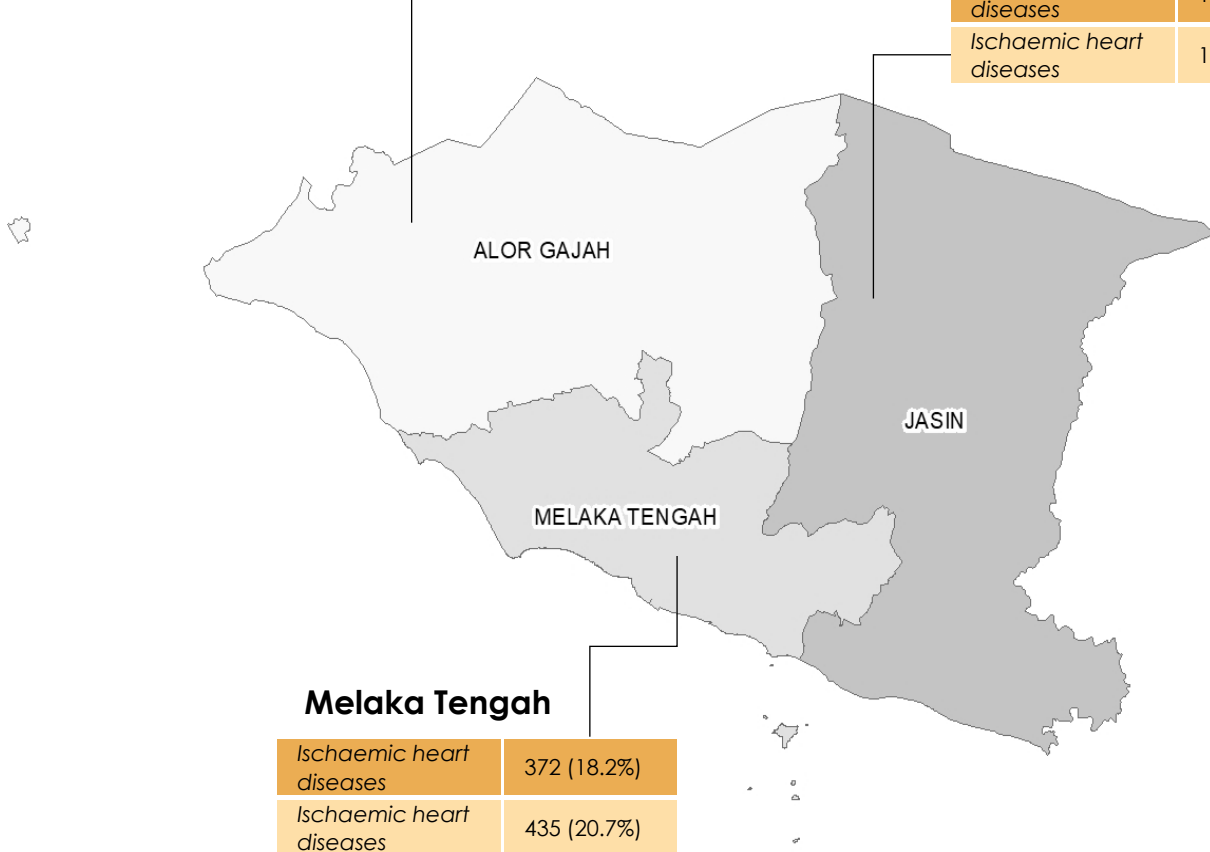 diseases
Ischaemic heart
diseases
ALOR GAJAH
JASIN
MELAKA TENGAH
Melaka Tengah
Ischaemic heart
diseases
372 (18.2%)
Ischaemic heart
diseases
435 (20.7%)